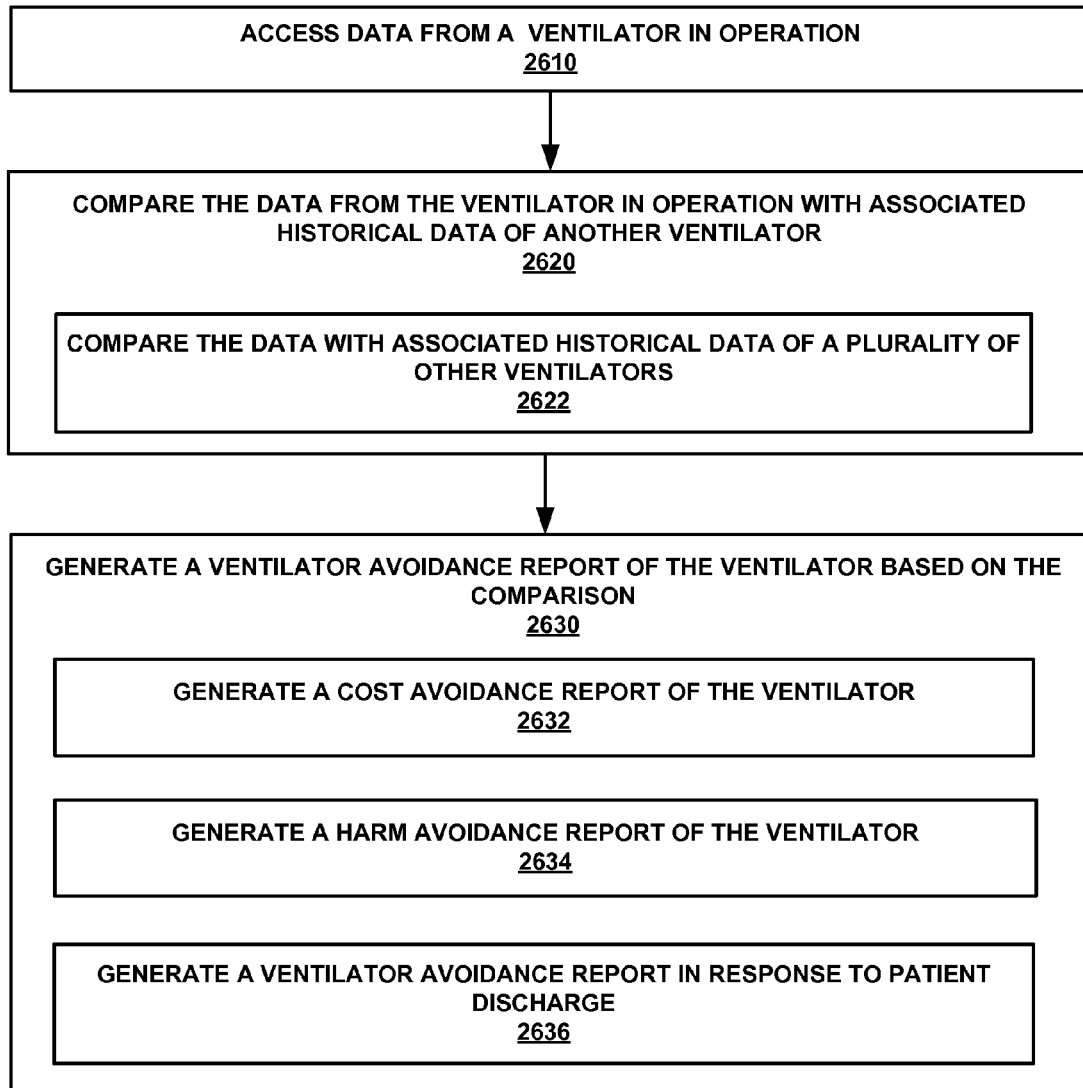 ACCESS DATA FROM A VENTILATOR IN OPERATION
2610
COMPARE THE DATA FROM THE VENTILATOR IN OPERATION WITH ASSOCIATED
HISTORICAL DATA OF ANOTHER VENTILATOR
2620
COMPARE THE DATA WITH ASSOCIATED HISTORICAL DATA OF A PLURALITY OF
OTHER VENTILATORS
2622
GENERATE A VENTILATOR AVOIDANCE REPORT OF THE VENTILATOR BASED ON THE
COMPARISON
2630
GENERATE A COST AVOIDANCE REPORT OF THE VENTILATOR
2632
GENERATE A HARM AVOIDANCE REPORT OF THE VENTILATOR
2634
GENERATE A VENTILATOR AVOIDANCE REPORT IN RESPONSE TO PATIENT
DISCHARGE
2636